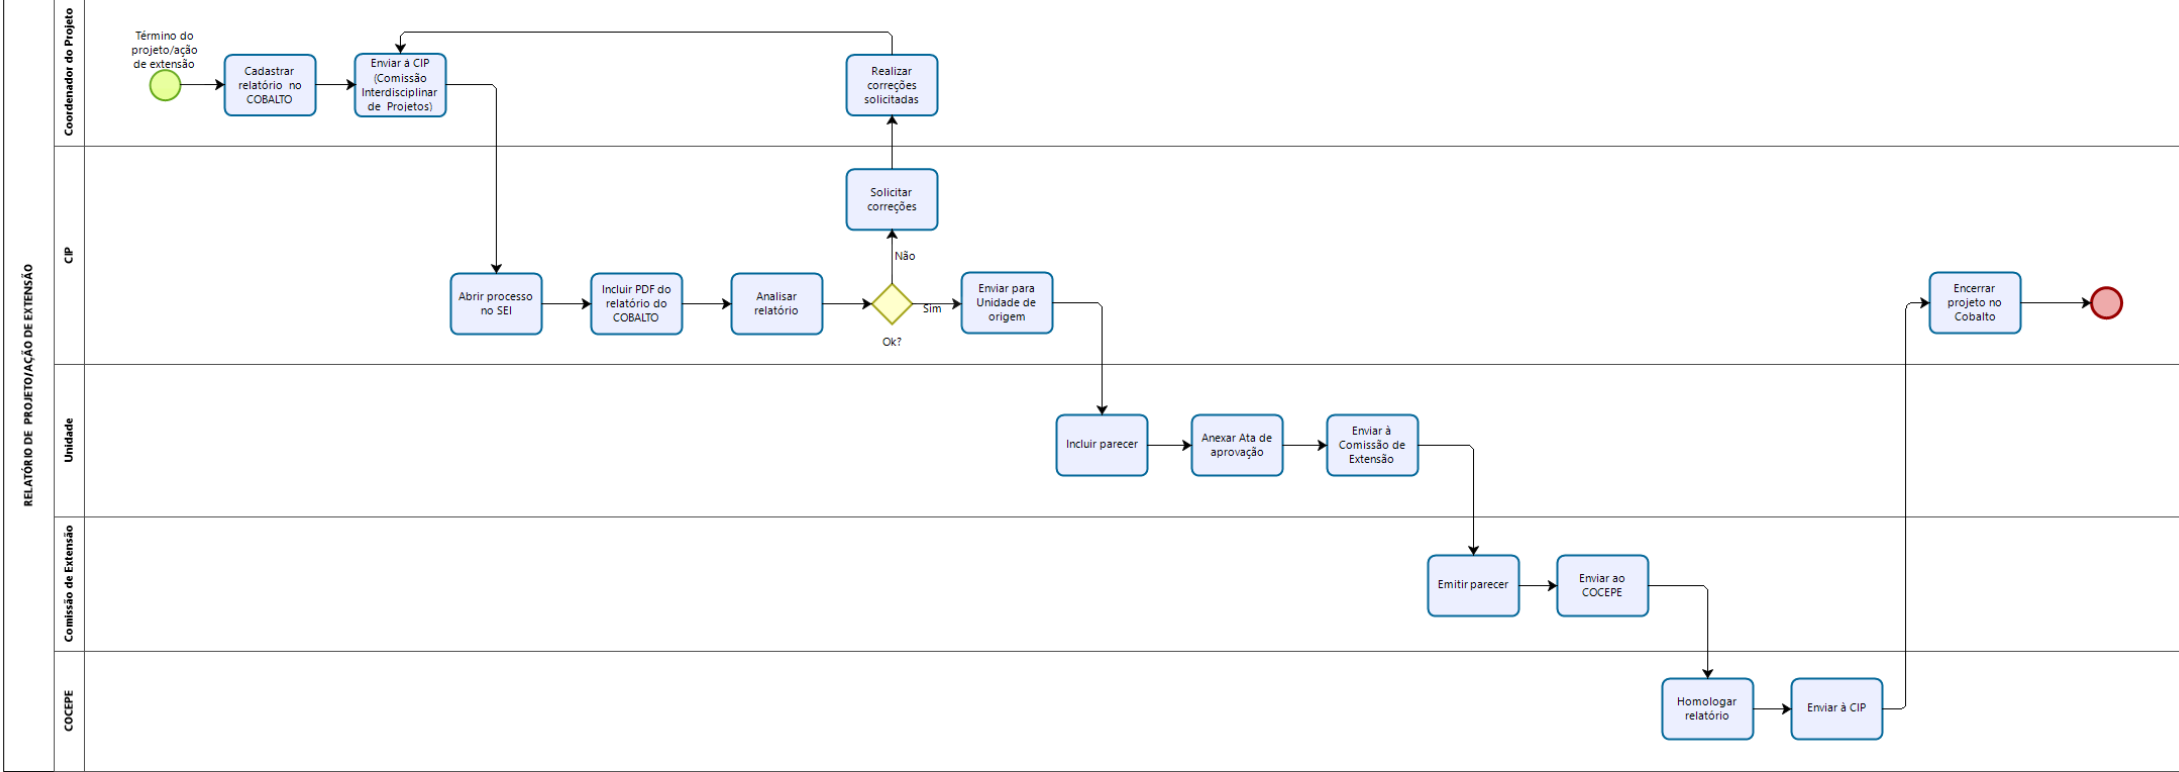 RELATÓRIO DE PROJETO/AÇÃO DE EXTENSÃO
Coordenador do Projeto
Término do
projeto/ação
de extensão
Cadastrar
relatório no
COBALTO
Enviar à CIP
(Comissão
Interdisciplinar
de Projetos)
Realizar
correções
solicitadas
CIP
Solicitar
correções
Não
Abrir processo
no SEI
Incluir PDF do
relatório do
COBALTO
Analisar
relatório
Ok?
Sim
Enviar para
Unidade de
origem
Encerrar
projeto no
Cobalto
Unidade
Incluir parecer
Anexar Ata de
aprovação
Enviar à
Comissão de
Extensão
Comissão de Extensão
Emitir parecer
Enviar ao
COCEPE
COCEPE
Homologar
relatório
Enviar à CIP